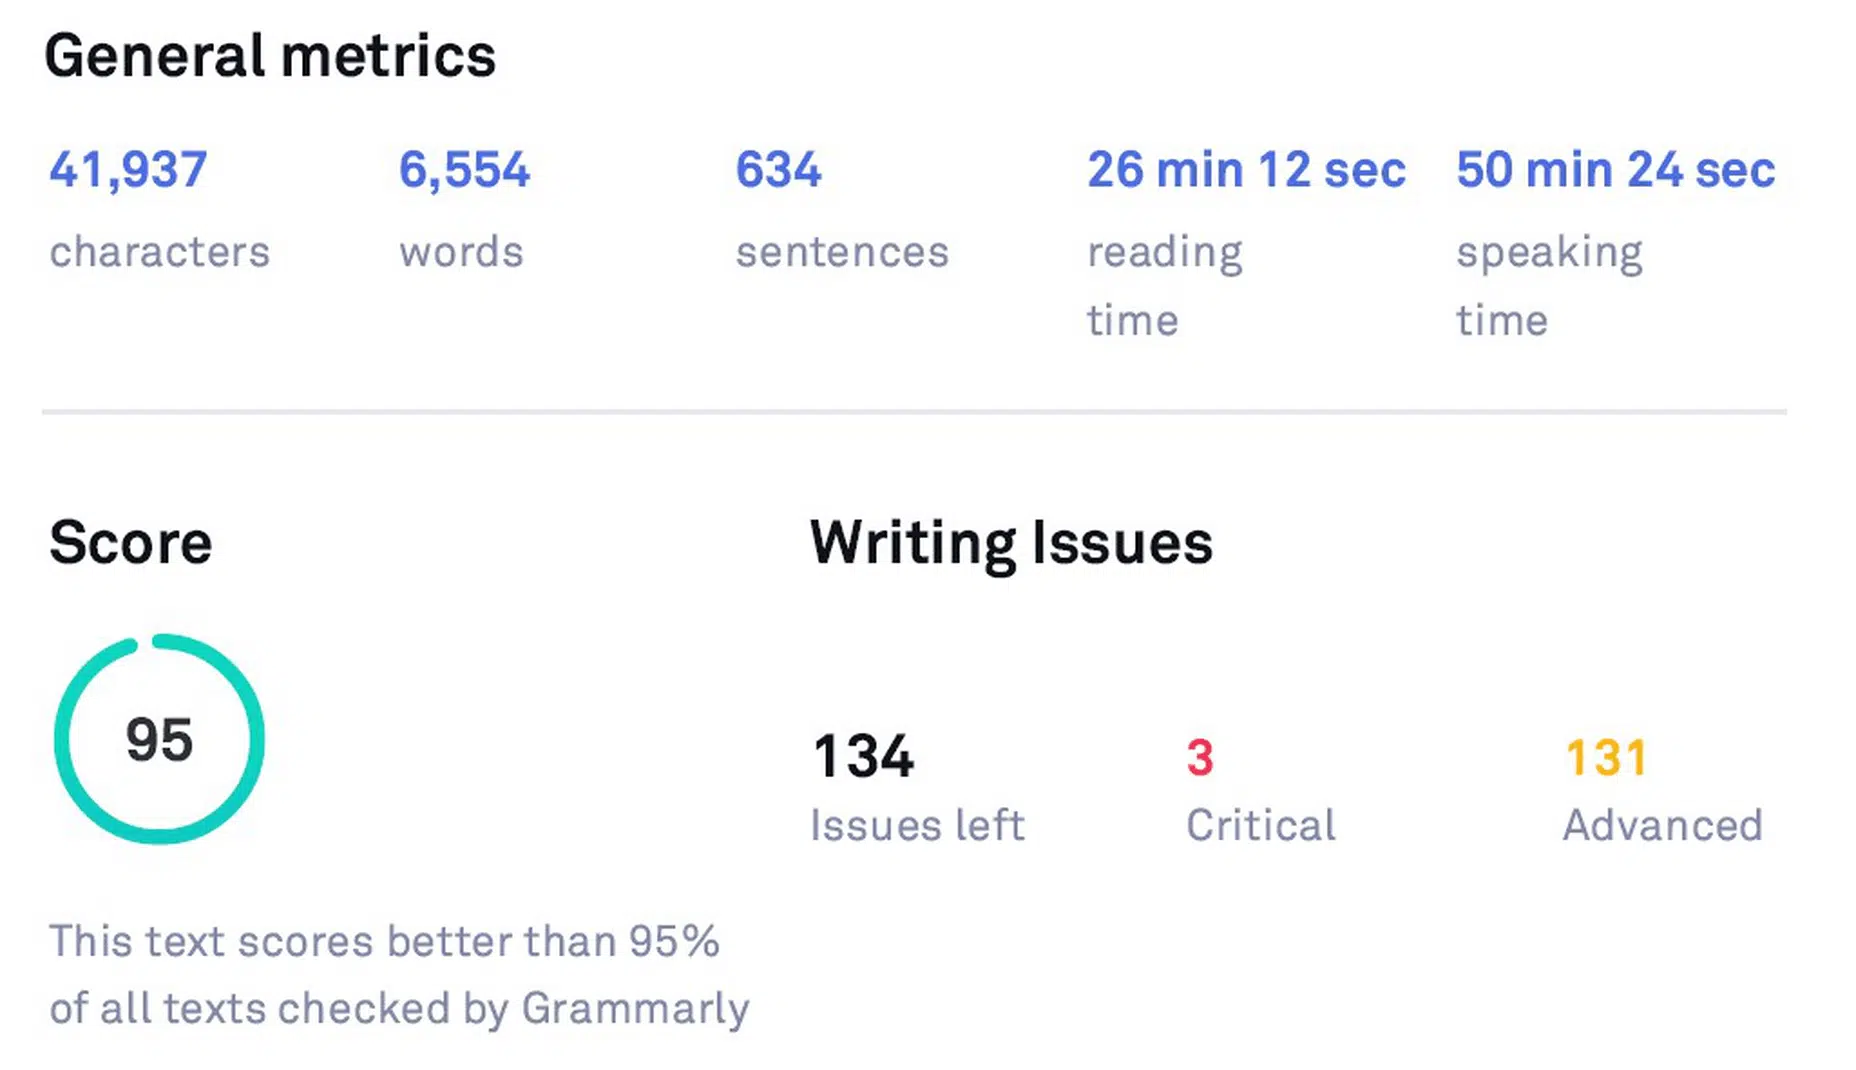 General metrics
41,937 6,554 634 26 min 12 sec 50 min 24 sec
characters words sentences reading speaking
time time
Score Writing Issues
95
134 3 131
Issues left Critical Advanced
This text scores better than 95%
of all texts checked by Grammarly